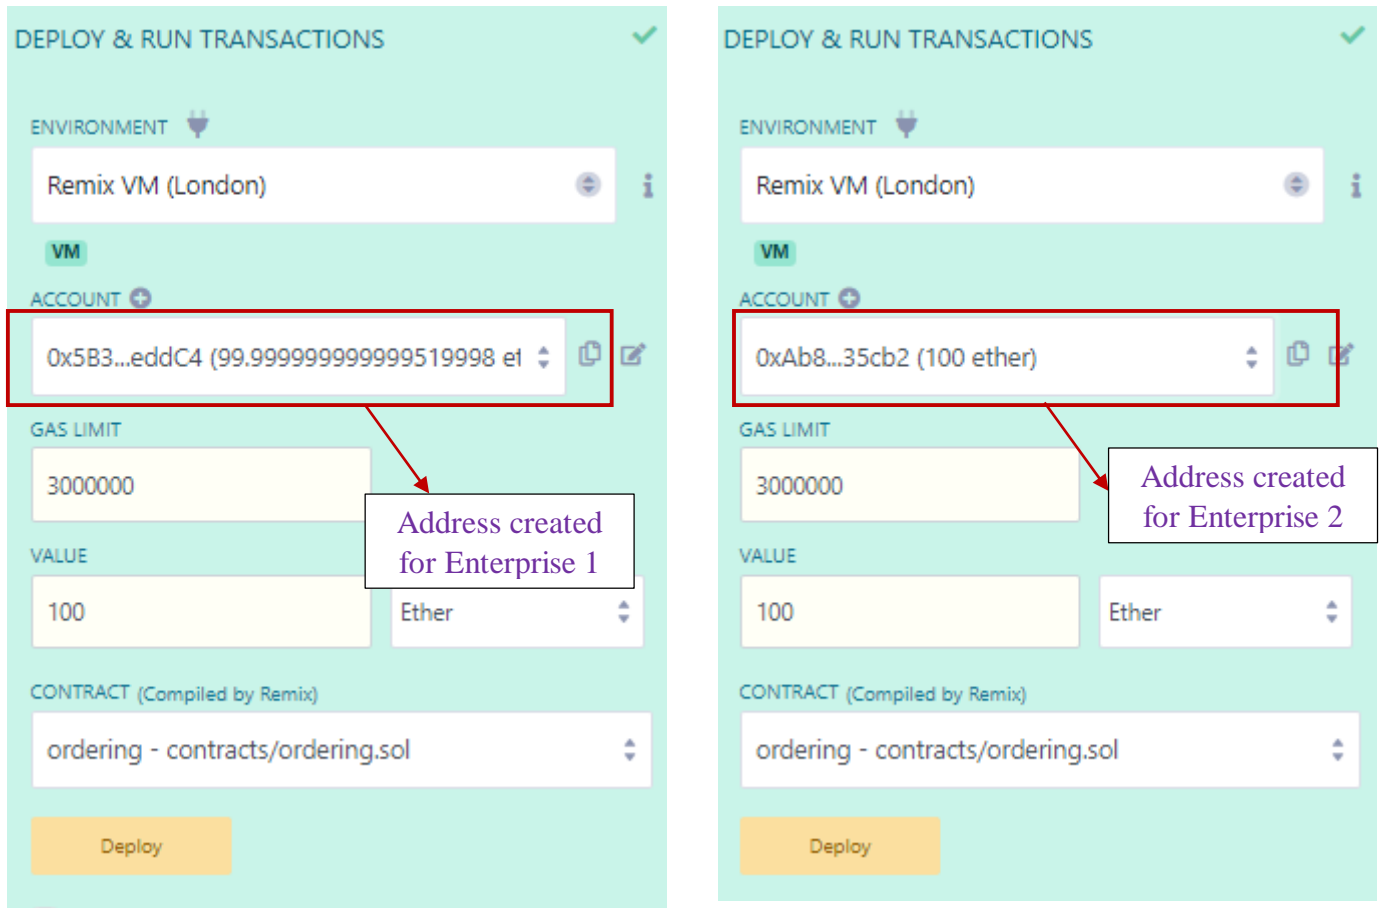 DEPLOY & RUN TRANSACTIONS
ENVIRONMENT
Remix VM (London)
VM
ACCOUNT
0x5B3...eddC4 (99.999999999999519998 et
GAS LIMIT
3000000
Address created
for Enterprise 1
VALUE
100
Ether
CONTRACT (Compiled by Remix)
ordering - contracts/ordering.sol
Deploy
DEPLOY & RUN TRANSACTIONS
ENVIRONMENT
Remix VM (London)
VM
ACCOUNT
0xAb8...35cb2 (100 ether)
GAS LIMIT
3000000
Address created
for Enterprise 2
VALUE
100
Ether
CONTRACT (Compiled by Remix)
ordering - contracts/ordering.sol
Deploy